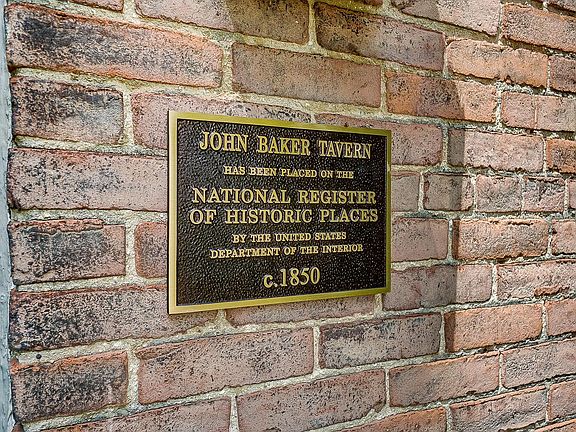 JOHN BAKER TAVERN
HAS BEEN PLACED ON THE
NATIONAL REGISTER
OF HISTORIC PLACES
BY THE UNITED STATES
DEPARTMENT OF THE INTERIOR
c.1850